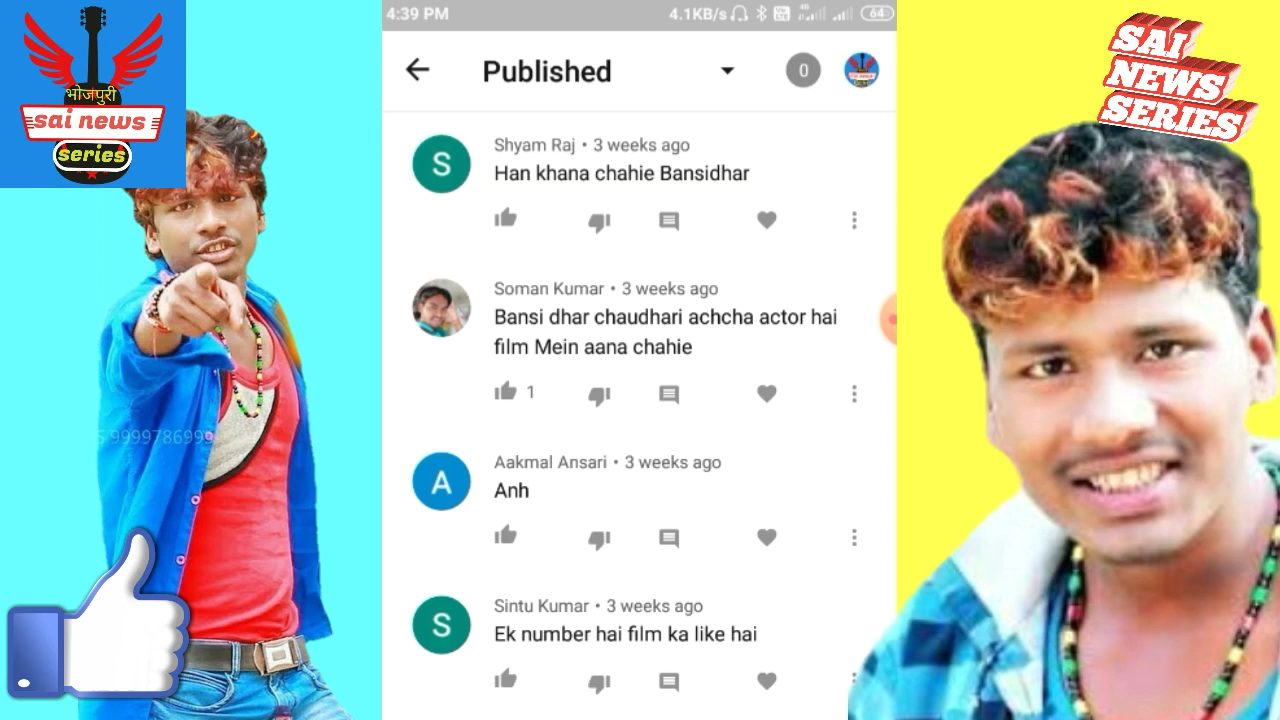 भोजपुरी
sai news
series
9999786999
4:39 PM
4.1KB/s
4G
64
Published
0
S
Shyam Raj • 3 weeks ago
Han khana chahie Bansidhar
Soman Kumar • 3 weeks ago
Bansi dhar chaudhari achcha actor hai
film Mein aana chahie
1
A
Aakmal Ansari • 3 weeks ago
Anh
S
Sintu Kumar • 3 weeks ago
Ek number hai film ka like hai
SAI
NEWS
SERIES